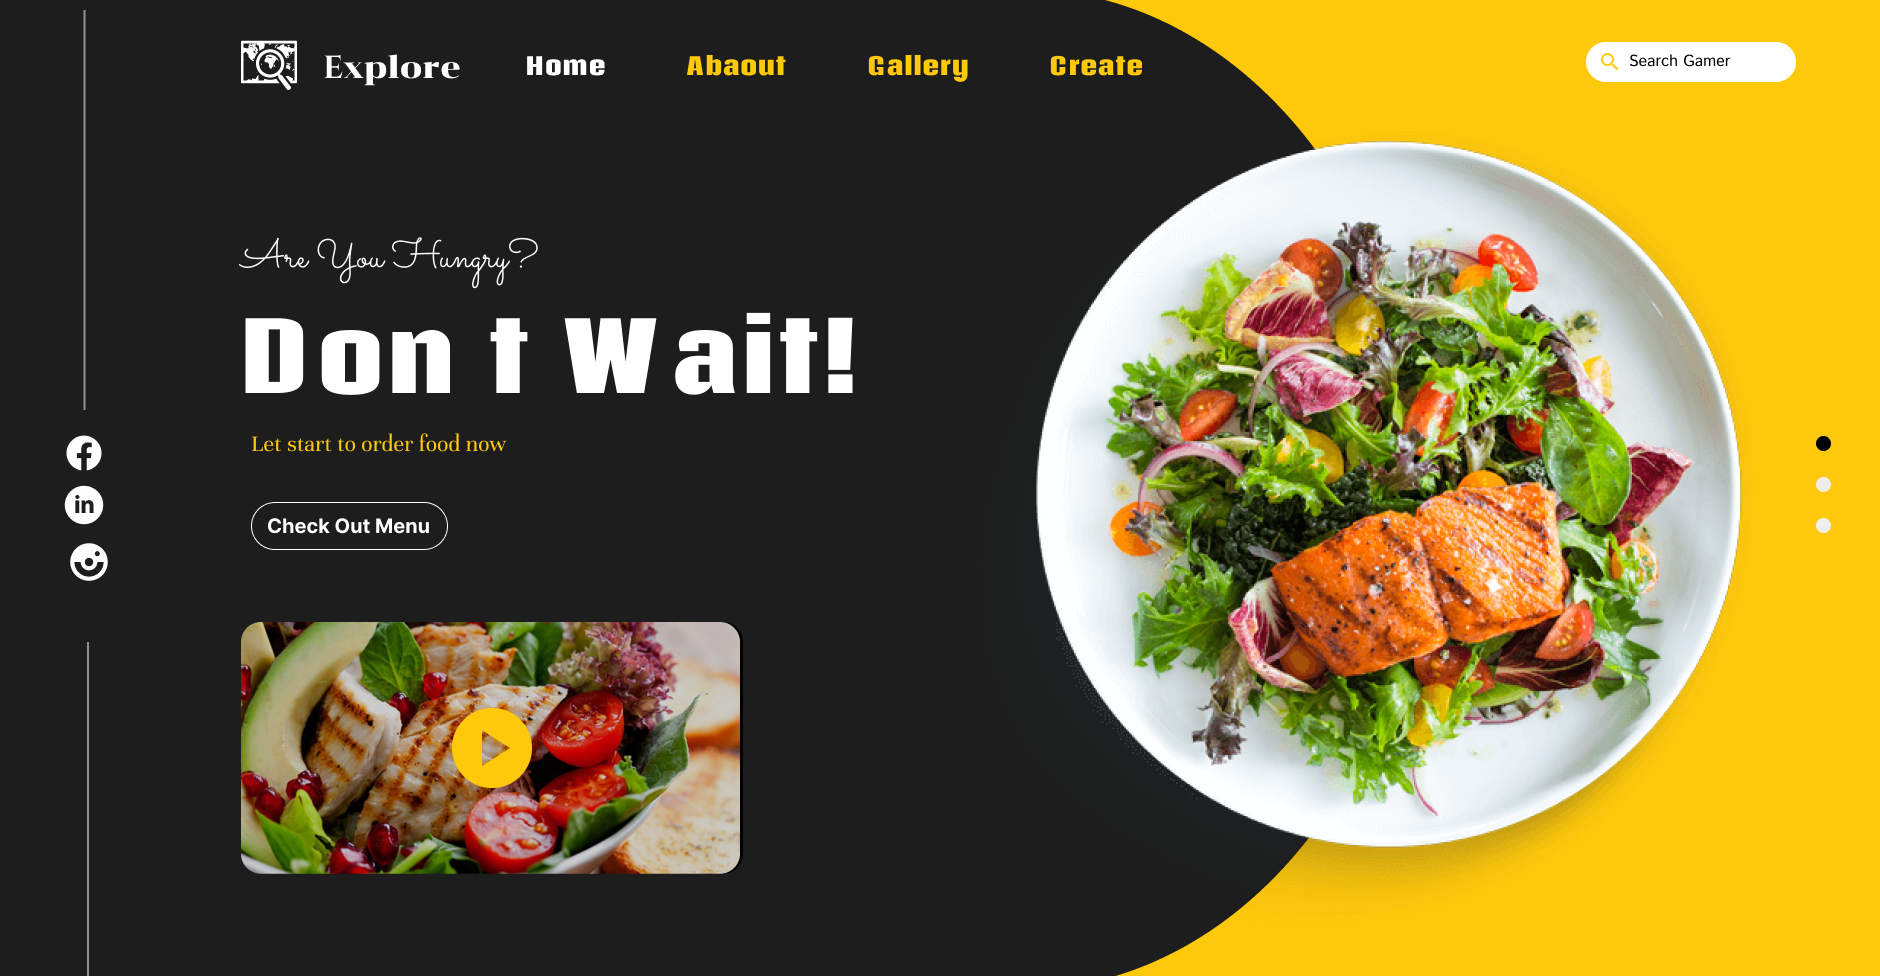 Explore
Home
Abaout
Gallery
Create
Search Gamer
Are You Hungry?
Don t Wait!
Let start to order food now
Check Out Menu
in